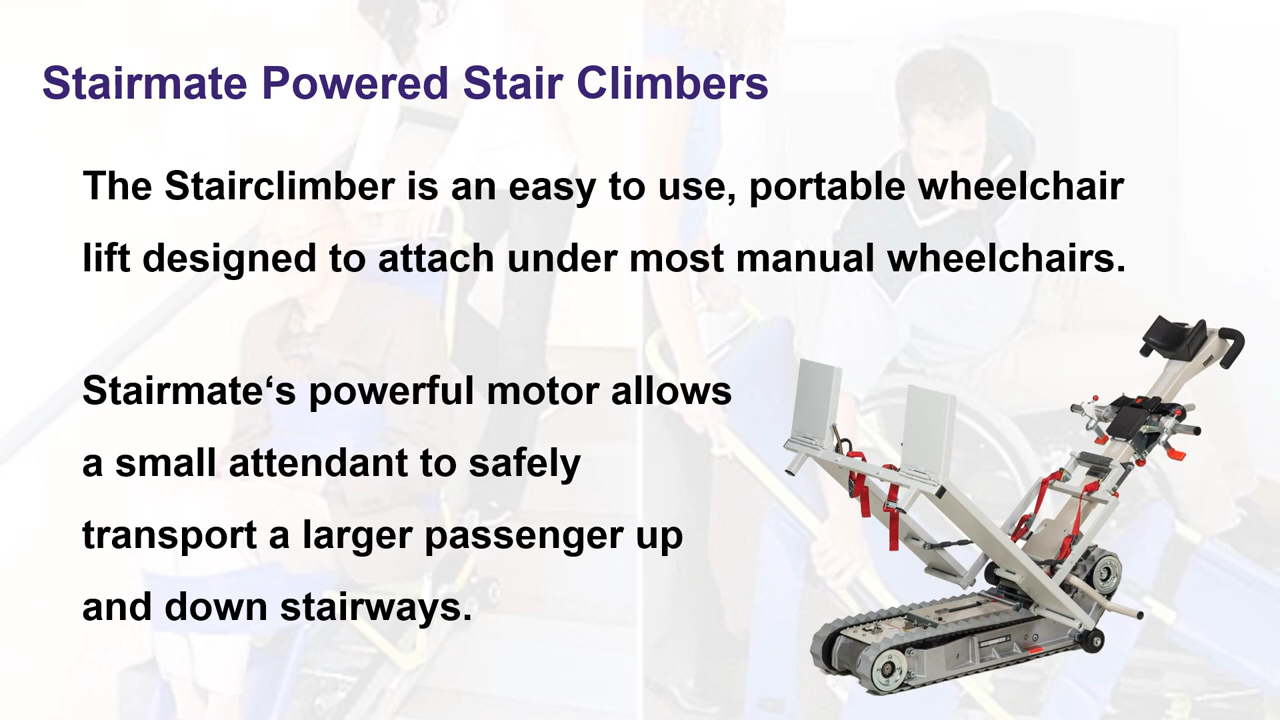 Stairmate Powered Stair Climbers
The Stairclimber is an easy to use, portable wheelchair
lift designed to attach under most manual wheelchairs.
Stairmate‘s powerful motor allows
a small attendant to safely
transport a larger passenger up
and down stairways.